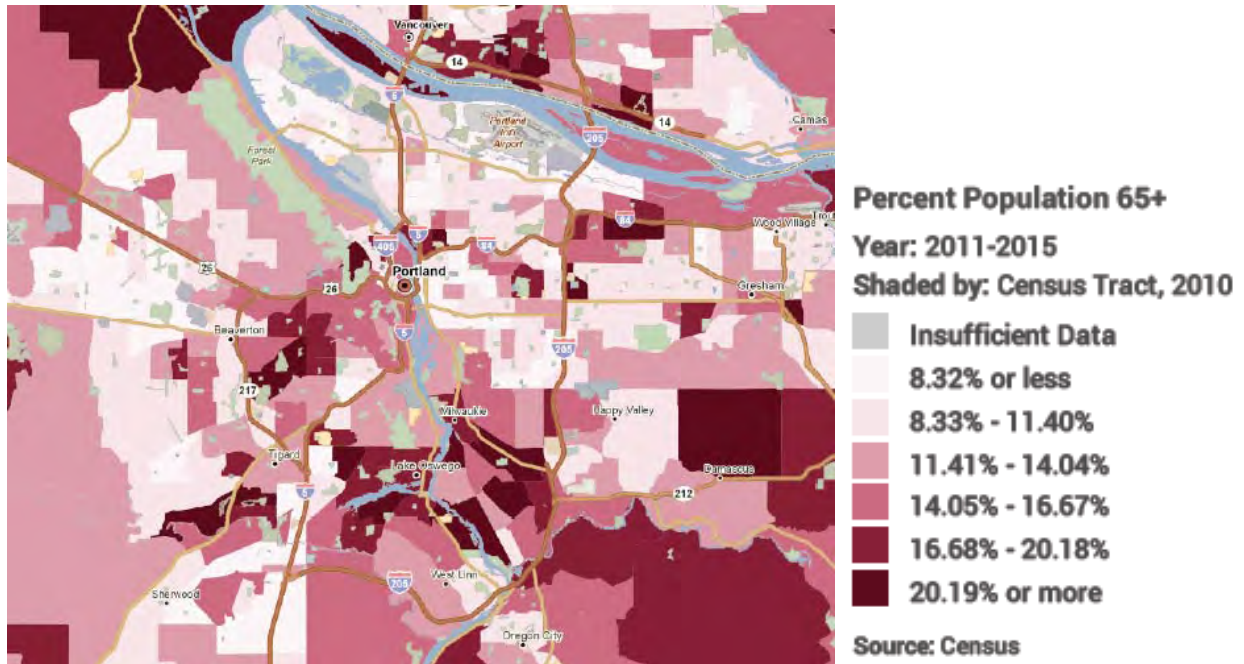 Vancouver
14
5
14
Camas
Portland
Intl
Airport
205
Forest
Park
84
Wood Village
Trout
405
5
84
26
Portland
26
Gresham
Beaverton
5
205
217
Milwaukie
Happy Valley
Tigard
Lake Oswego
Damascus
5
212
205
West Linn
Sherwood
Oregon City
Percent Population 65+
Year: 2011-2015
Shaded by: Census Tract, 2010
Insufficient Data
8.32% or less
8.33% - 11.40%
11.41% - 14.04%
14.05% - 16.67%
16.68% - 20.18%
20.19% or more
Source: Census